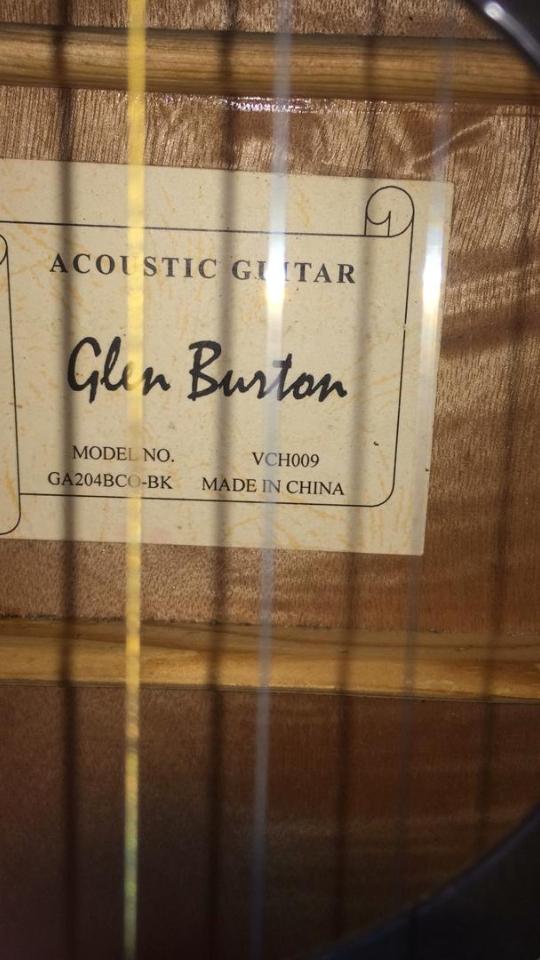 ACOUSTIC GUITAR
Glen Burton
MODEL NO. VCH009
GA204BCO-BK MADE IN CHINA